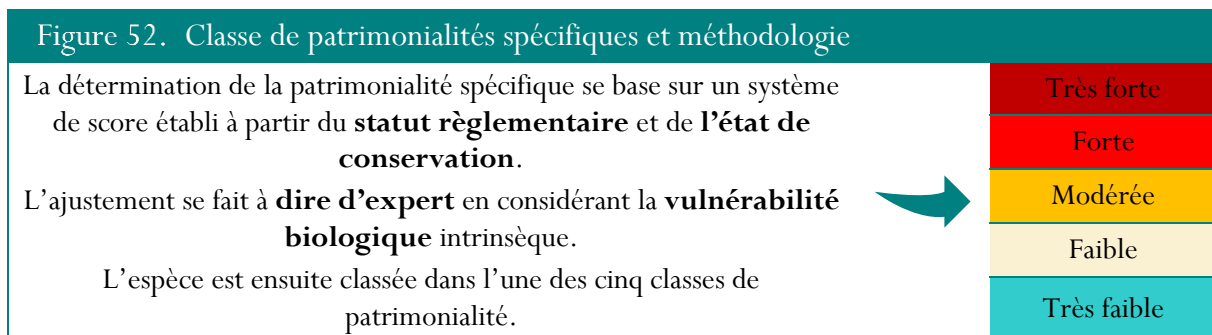 Figure 52. Classe de patrimonialités spécifiques et méthodologie
La détermination de la patrimonialité spécifique se base sur un système
de score établi à partir du statut règlementaire et de l'état de
conservation.
L'ajustement se fait à dire d'expert en considérant la vulnérabilité
biologique intrinsèque.
L'espèce est ensuite classée dans l'une des cinq classes de
patrimonialité.
Très forte
Forte
Modérée
Faible
Très faible